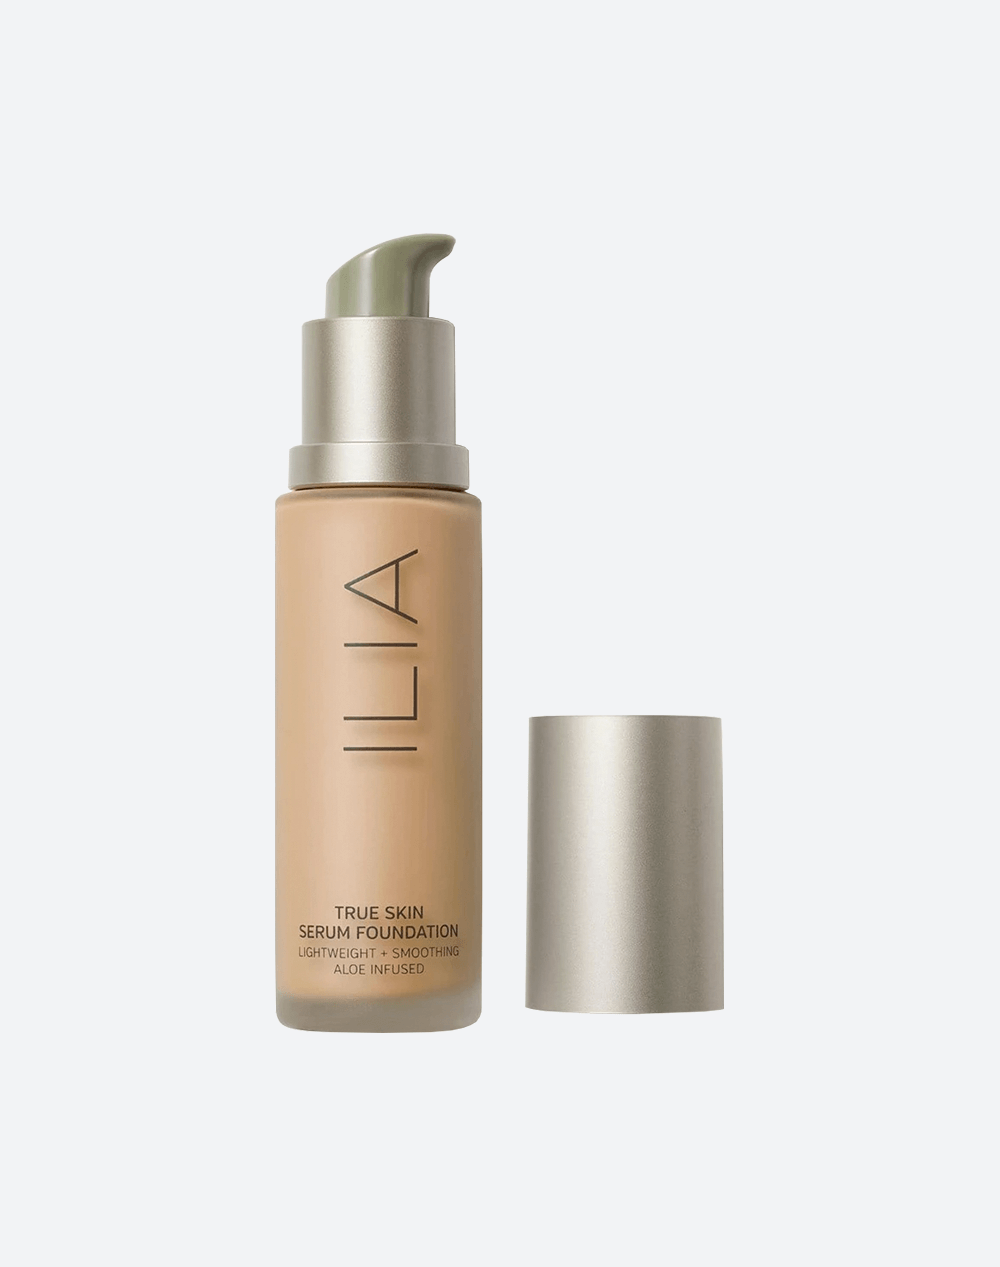 ILIA
TRUE SKIN
SERUM FOUNDATION
LIGHTWEIGHT + SMOOTHING
ALOE INFUSED